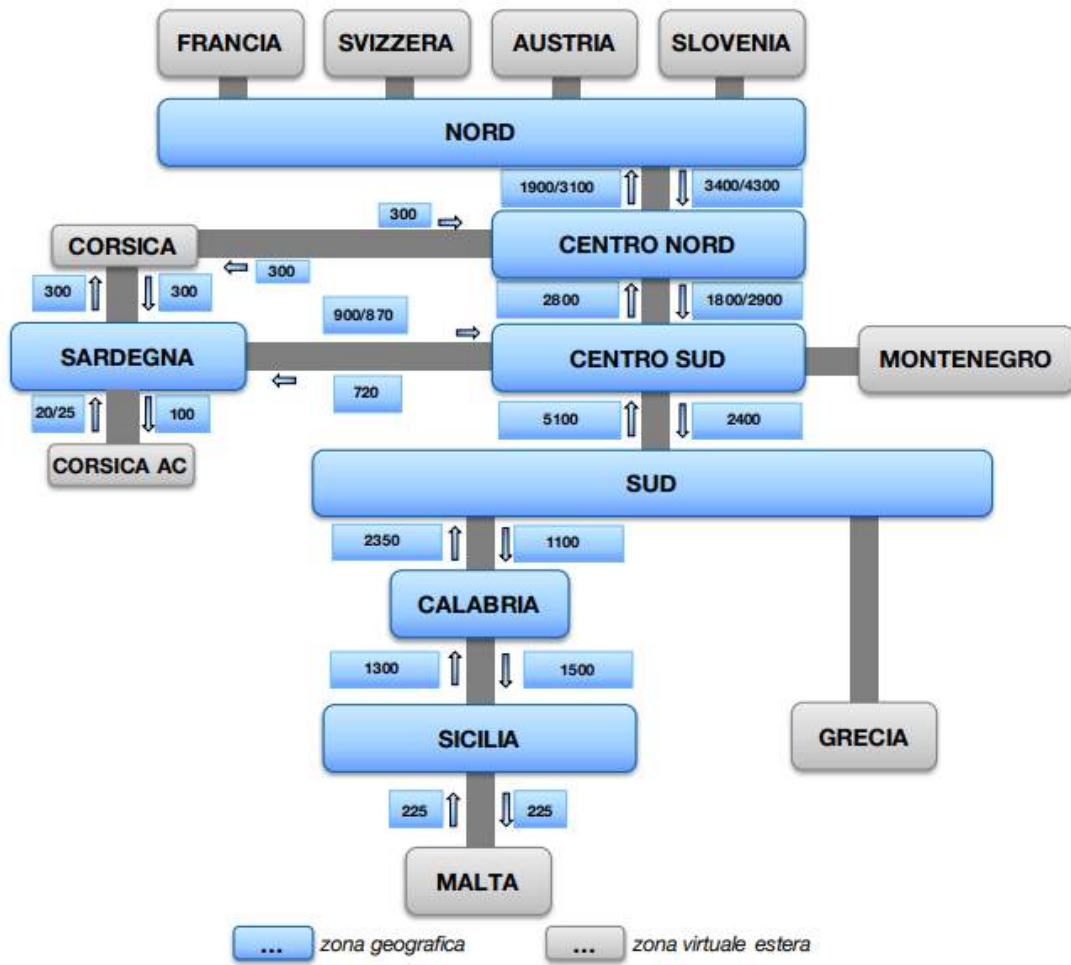 FRANCIA
SVIZZERA
AUSTRIA
SLOVENIA
NORD
1900/3100
3400/4300
300
CORSICA
CENTRO NORD
300
300
300
2800
1800/2900
900/870
SARDEGNA
CENTRO SUD
MONTENEGRO
720
20/25
100
5100
2400
CORSICA AC
SUD
2350
1100
CALABRIA
1300
1500
SICILIA
GRECIA
225
225
MALTA
... zona geografica
... zona virtuale estera